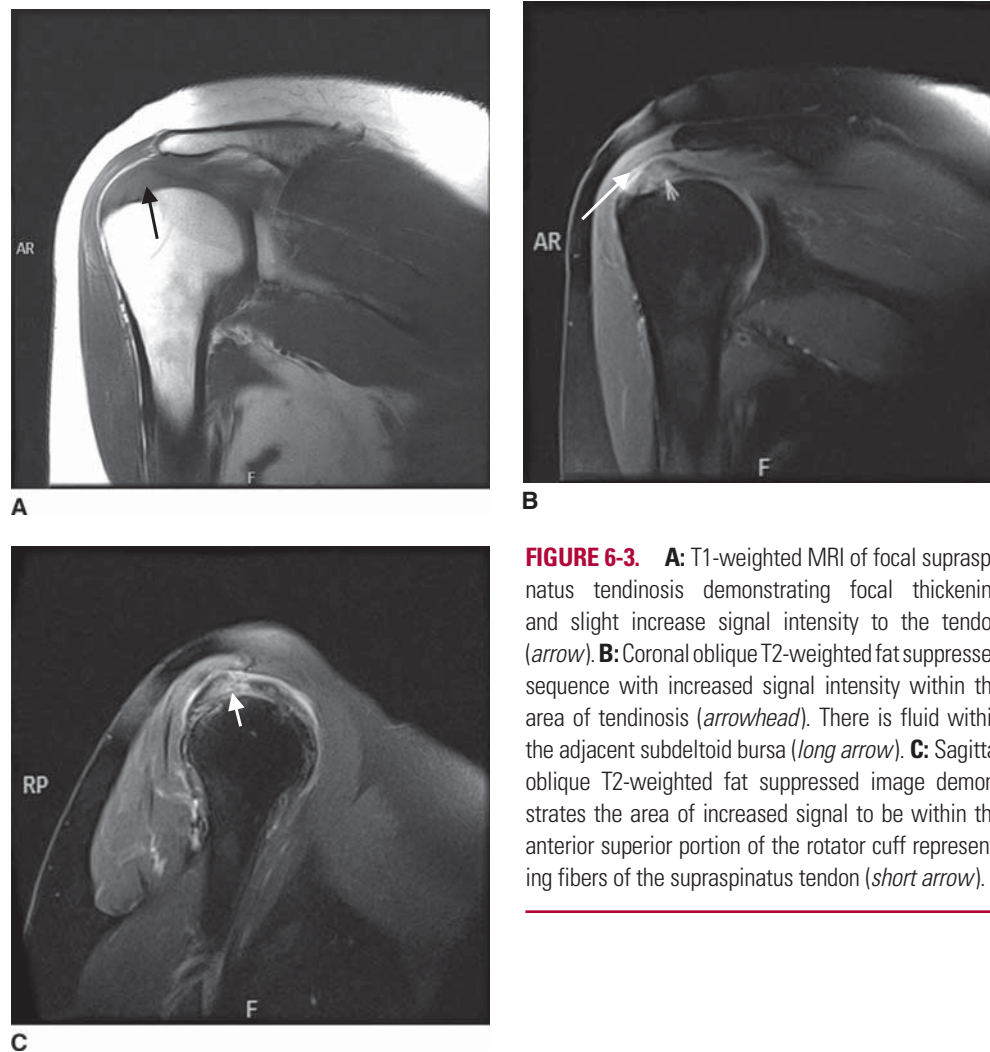 AR
F
A
AR
F
B
RP
F
C
FIGURE 6-3. A: T1-weighted MRI of focal suprasp
natus tendinosis demonstrating focal thickenin
and slight increase signal intensity to the tendo
(arrow). B: Coronal oblique T2-weighted fat suppresse
sequence with increased signal intensity within th
area of tendinosis (arrowhead). There is fluid withi
the adjacent subdeltoid bursa (long arrow). C: Sagitta
oblique T2-weighted fat suppressed image demon
strates the area of increased signal to be within th
anterior superior portion of the rotator cuff represent
ing fibers of the supraspinatus tendon (short arrow).